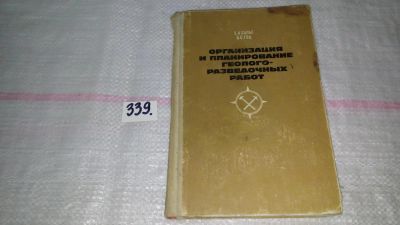 339.
ОРГАНИЗАЦИЯ
И ПЛАНИРОВАНИЕ
ГЕОЛОГО-
РАЗВЕДОЧНЫХ
РАБОТ